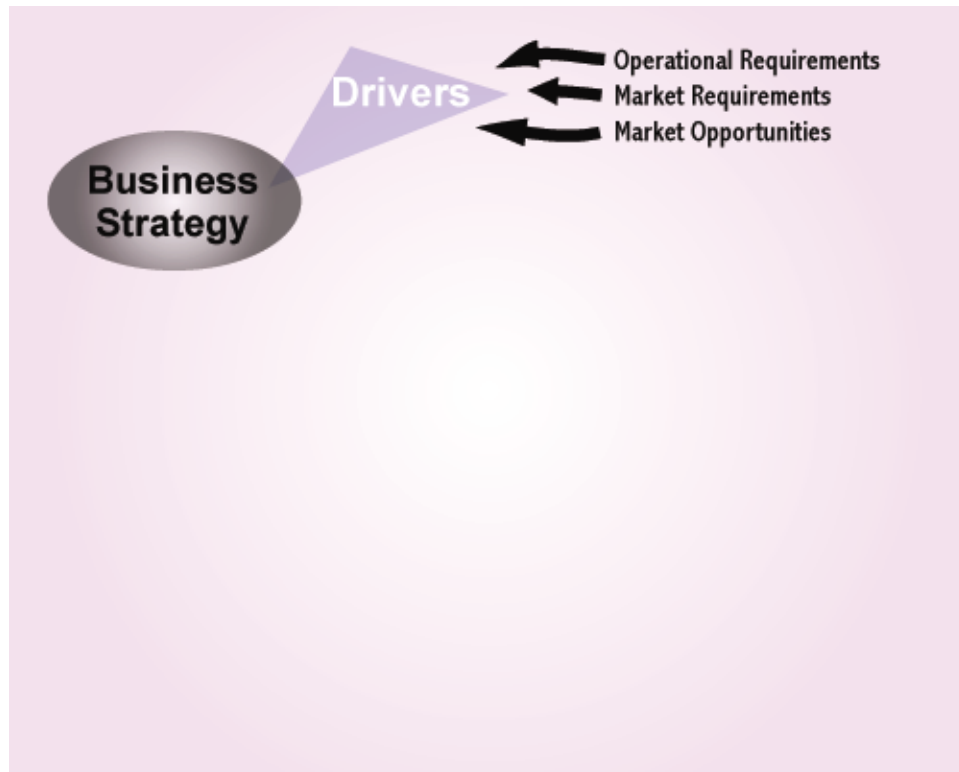 Drivers
Operational Requirements
Market Requirements
Market Opportunities
Business
Strategy